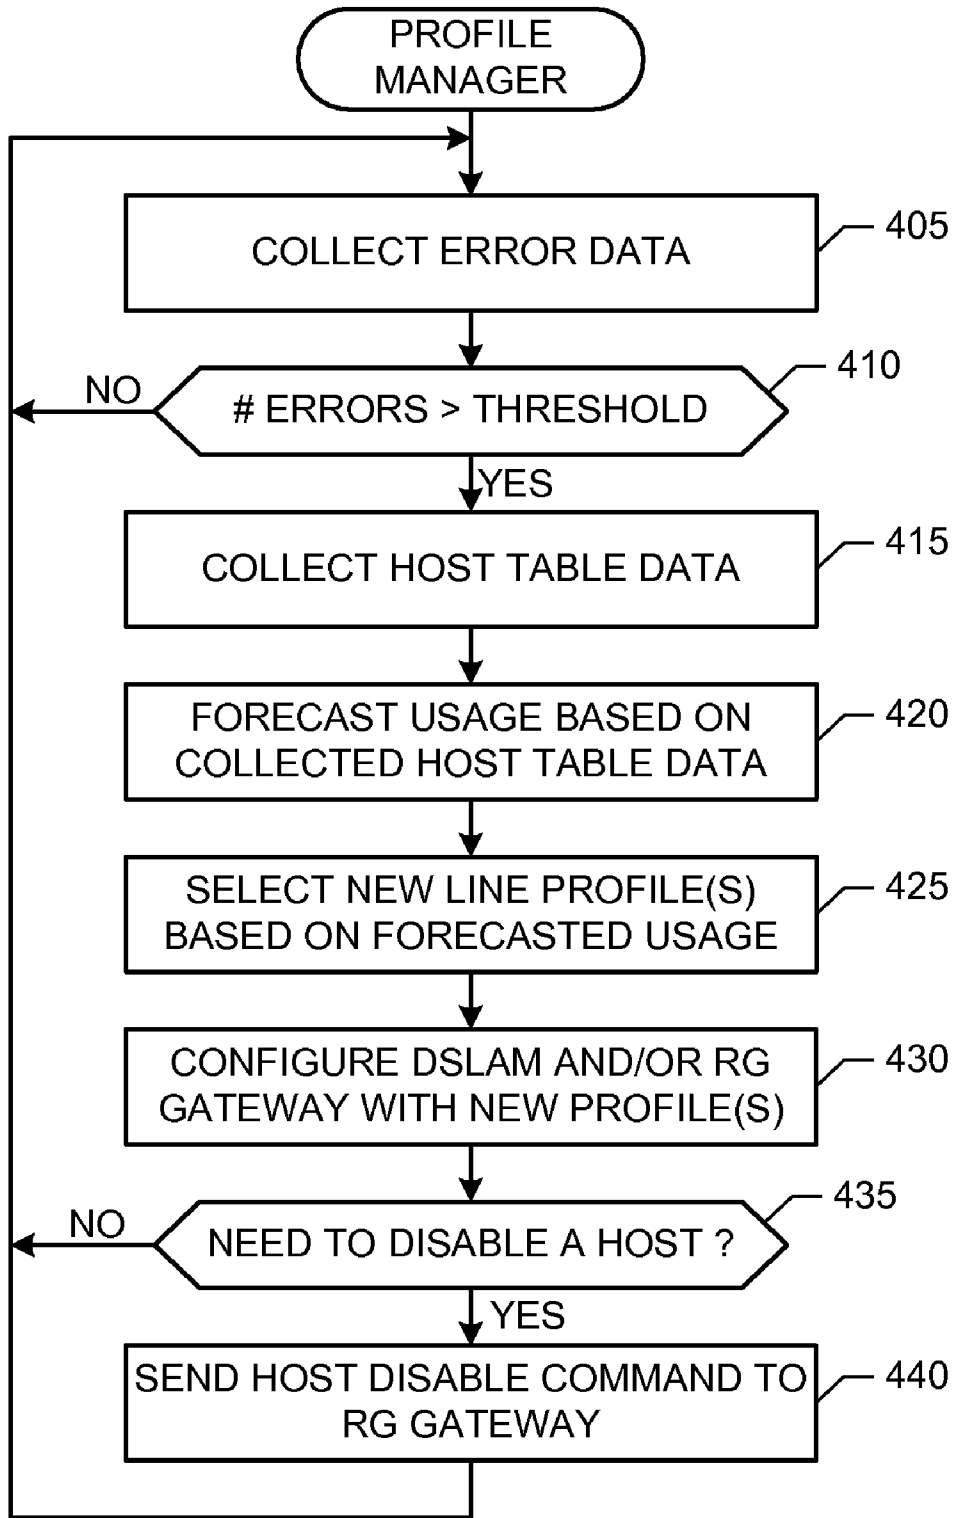 PROFILE
MANAGER
COLLECT ERROR DATA
405
# ERRORS > THRESHOLD
410
NO
YES
COLLECT HOST TABLE DATA
415
FORECAST USAGE BASED ON
COLLECTED HOST TABLE DATA
420
SELECT NEW LINE PROFILE(S)
BASED ON FORECASTED USAGE
425
CONFIGURE DSLAM AND/OR RG
GATEWAY WITH NEW PROFILE(S)
430
NEED TO DISABLE A HOST ?
435
NO
YES
SEND HOST DISABLE COMMAND TO
RG GATEWAY
440